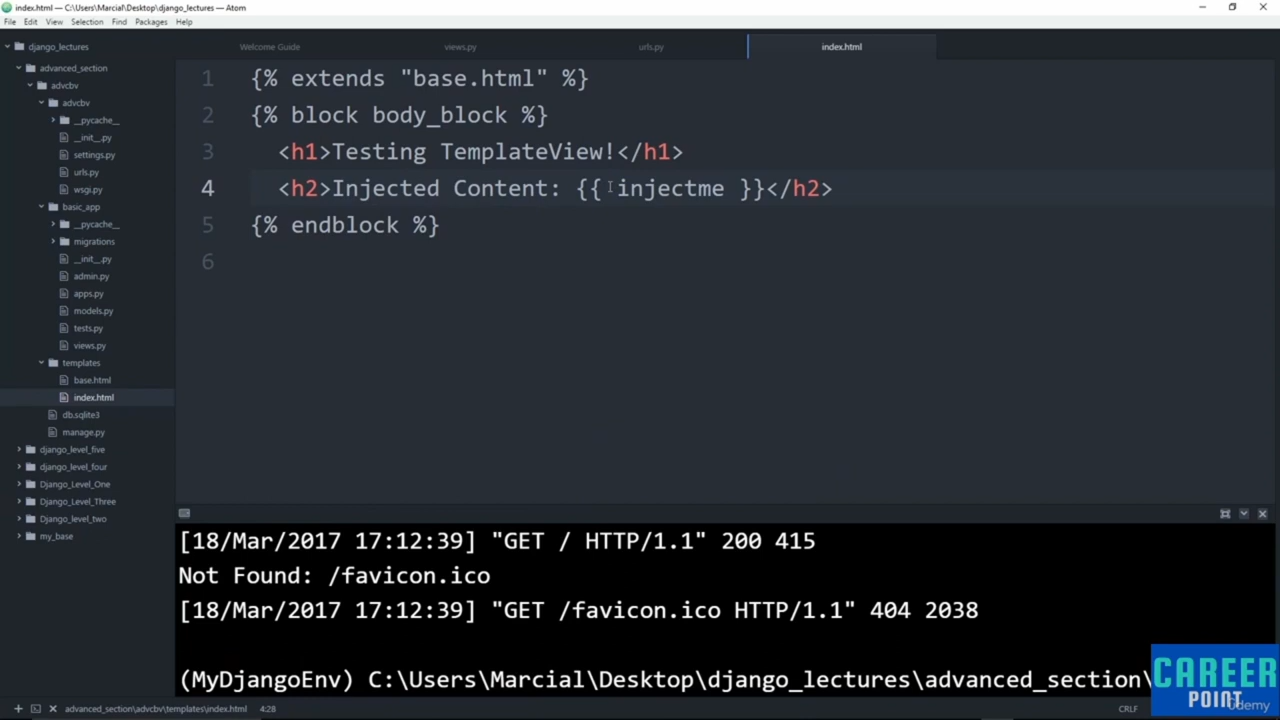 index.html — C:\Users\Marcial\Desktop\django_lectures — Atom
File Edit View Selection Find Packages Help
django_lectures
advanced_section
advcbv
advcbv
__pycache__
__init__.py
settings.py
urls.py
wsgi.py
basic_app
__pycache__
migrations
__init__.py
admin.py
apps.py
models.py
tests.py
views.py
templates
base.html
index.html
db.sqlite3
manage.py
django_level_five
django_level_four
Django_Level_One
Django_Level_Three
Django_level_two
my_base
Welcome Guide views.py urls.py index.html
1 {% extends "base.html" %}
2 {% block body_block %}
3 <h1>Testing TemplateView!</h1>
4 <h2>Injected Content: {{ injectme }}</h2>
5 {% endblock %}
6
[18/Mar/2017 17:12:39] "GET / HTTP/1.1" 200 415
Not Found: /favicon.ico
[18/Mar/2017 17:12:39] "GET /favicon.ico HTTP/1.1" 404 2038
(MyDjangoEnv) C:\Users\Marcial\Desktop\django_lectures\advanced_section\
advanced_section\advcbv\templates\index.html 4:28
CRLF
CAREER
POINT
Udemy